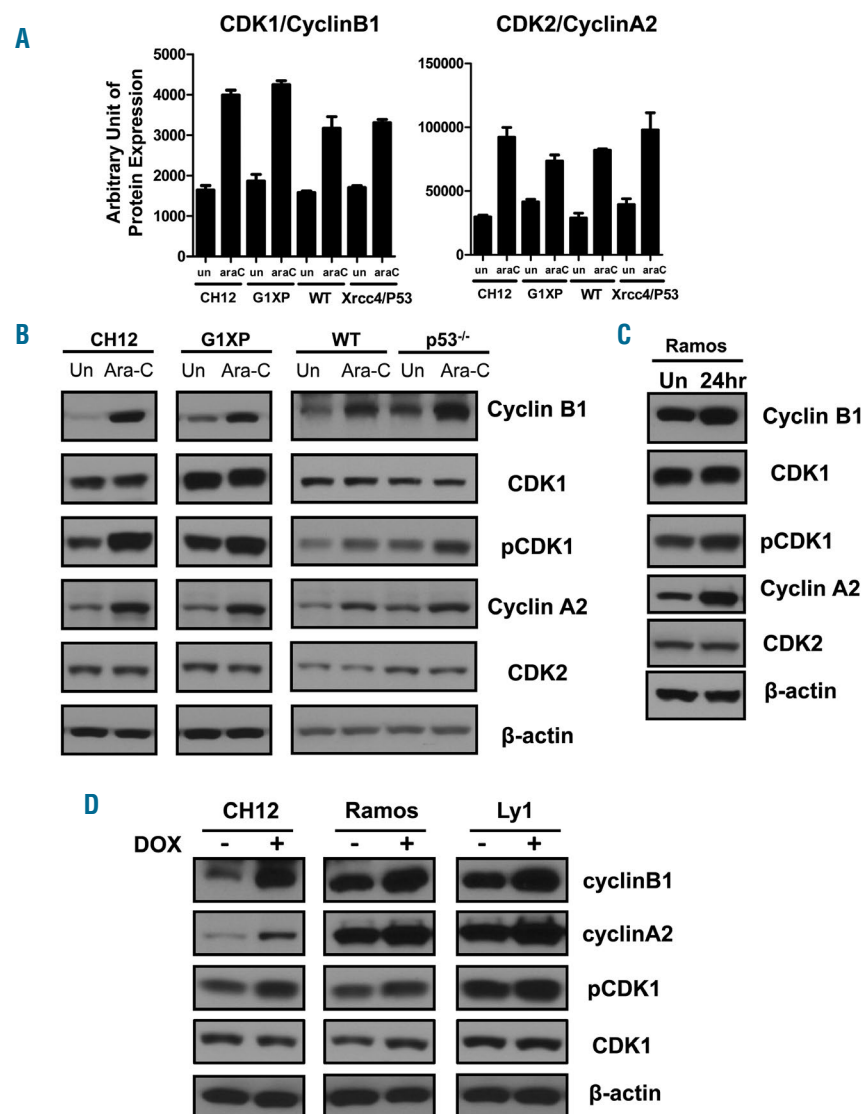 A
CDK1/CyclinB1
CDK2/CyclinA2
Arbitrary Unit of
Protein Expression
5000
4000
3000
2000
1000
0
un araC un araC un araC un araC
CH12 G1XP WT Xrcc4/P53
150000
100000
50000
0
un araC un araC un araC un araC
CH12 G1XP WT Xrcc4/P53
B
CH12 G1XP WT p53-/-
Un Ara-C Un Ara-C Un Ara-C Un Ara-C
Cyclin B1
CDK1
pCDK1
Cyclin A2
CDK2
β-actin
C
Ramos
Un 24hr
Cyclin B1
CDK1
pCDK1
Cyclin A2
CDK2
β-actin
D
CH12 Ramos Ly1
DOX - + - + - +
cyclinB1
cyclinA2
pCDK1
CDK1
β-actin